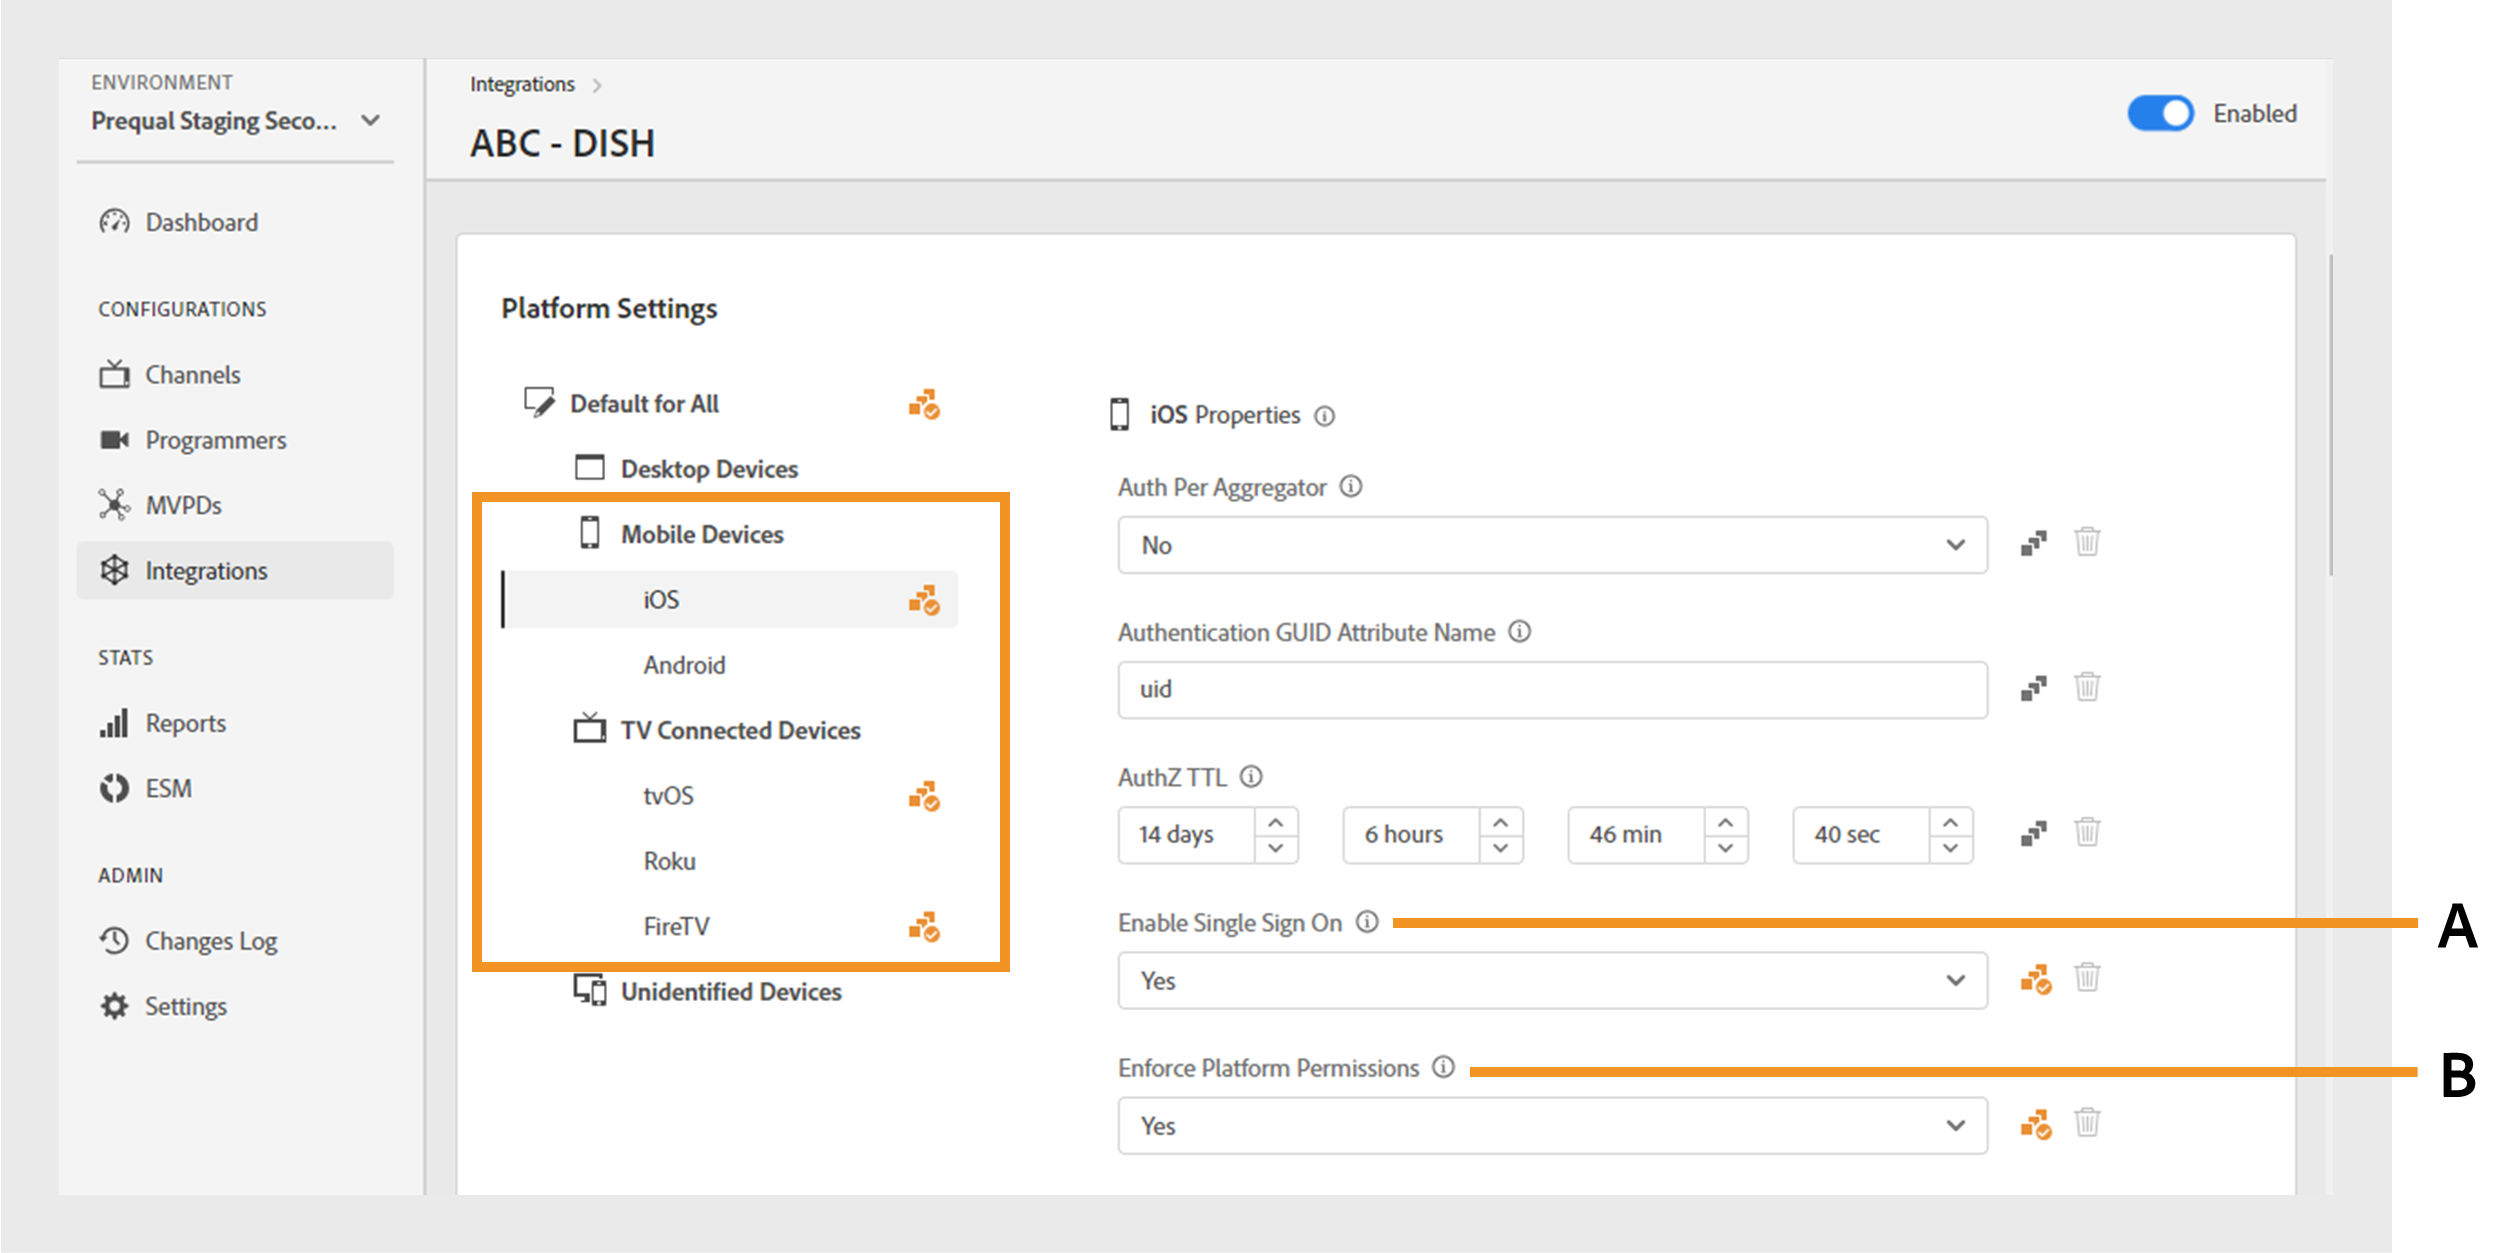 ENVIRONMENT
Prequal Staging Seco...
Dashboard
CONFIGURATIONS
Channels
Programmers
MVPDs
Integrations
STATS
Reports
ESM
ADMIN
Changes Log
Settings
Integrations
ABC - DISH
Enabled
Platform Settings
Default for All
Desktop Devices
Mobile Devices
iOS
Android
TV Connected Devices
tvOS
Roku
FireTV
Unidentified Devices
iOS Properties
Auth Per Aggregator
No
Authentication GUID Attribute Name
uid
AuthZ TTL
14 days 6 hours 46 min 40 sec
Enable Single Sign On
A
Yes
Enforce Platform Permissions
B
Yes